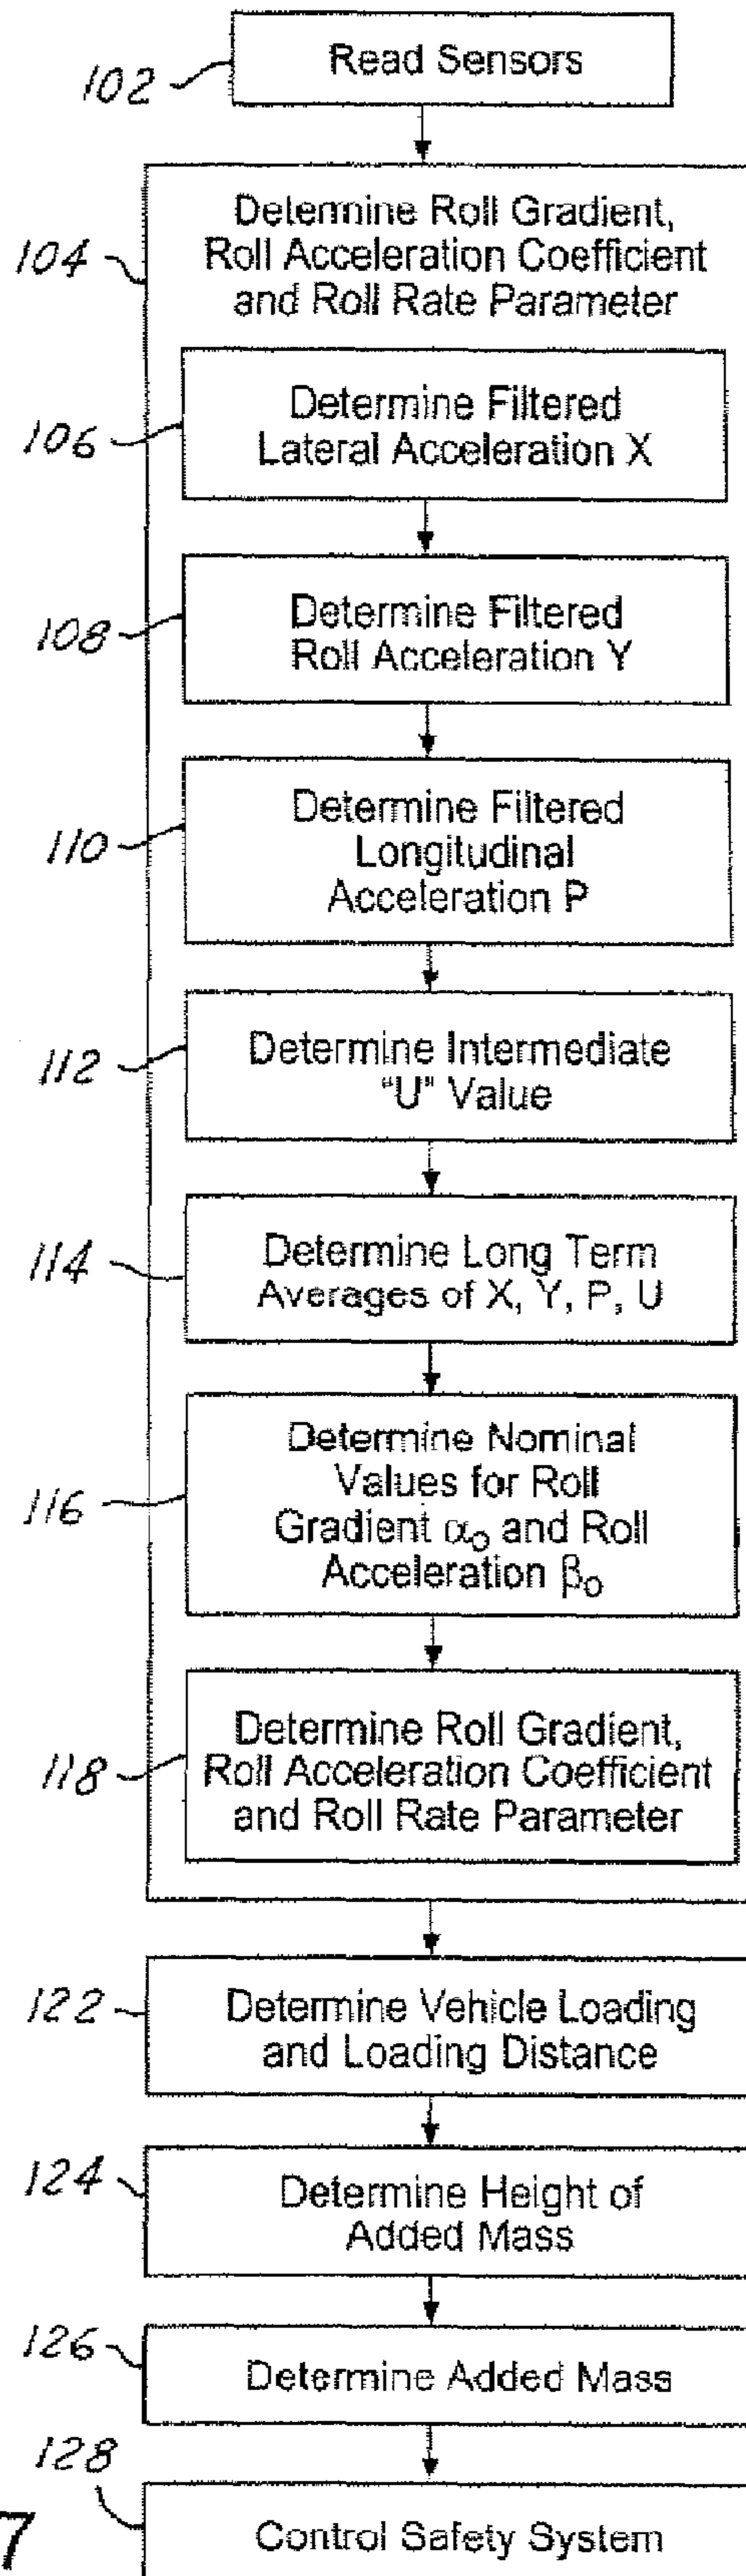 102
Read Sensors
104
Determine Roll Gradient,
Roll Acceleration Coefficient
and Roll Rate Parameter
106
Determine Filtered
Lateral Acceleration X
108
Determine Filtered
Roll Acceleration Y
110
Determine Filtered
Longitudinal
Acceleration P
112
Determine Intermediate
"U" Value
114
Determine Long Term
Averages of X, Y, P, U
116
Determine Nominal
Values for Roll
Gradient α₀ and Roll
Acceleration β₀
118
Determine Roll Gradient,
Roll Acceleration Coefficient
and Roll Rate Parameter
122
Determine Vehicle Loading
and Loading Distance
124
Determine Height of
Added Mass
126
Determine Added Mass
128
Control Safety System
7